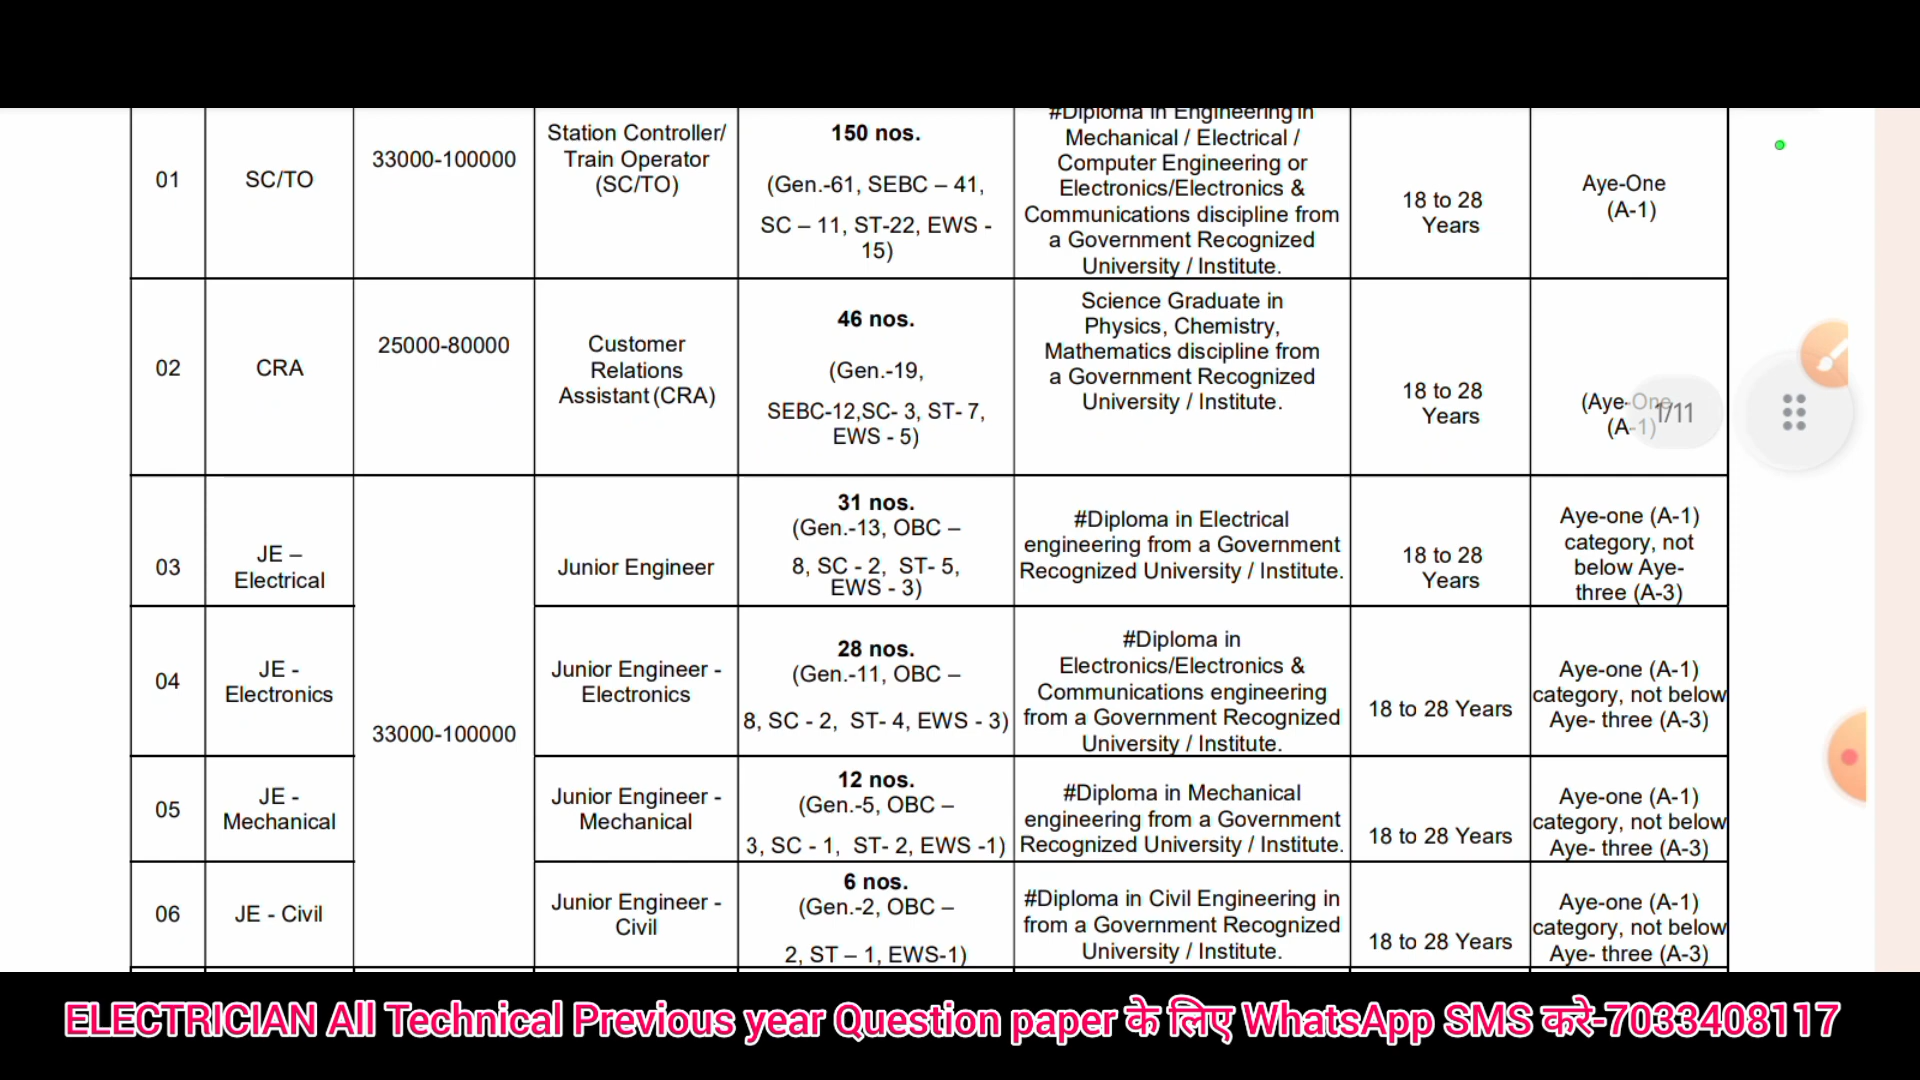 #Diploma in Engineering in
Mechanical / Electrical /
Computer Engineering or
Electronics/Electronics &
Communications discipline from
a Government Recognized
University / Institute.
01
SC/TO
33000-100000
Station Controller/
Train Operator
(SC/TO)
150 nos.
(Gen.-61, SEBC – 41,
SC – 11, ST-22, EWS -
15)
18 to 28
Years
Aye-One
(A-1)
02
CRA
25000-80000
Customer
Relations
Assistant (CRA)
46 nos.
(Gen.-19,
SEBC-12,SC- 3, ST- 7,
EWS - 5)
Science Graduate in
Physics, Chemistry,
Mathematics discipline from
a Government Recognized
University / Institute.
18 to 28
Years
(Aye-One
(A-1)
1/11
03
JE –
Electrical
33000-100000
Junior Engineer
31 nos.
(Gen.-13, OBC –
8, SC - 2, ST- 5,
EWS - 3)
#Diploma in Electrical
engineering from a Government
Recognized University / Institute.
18 to 28
Years
Aye-one (A-1)
category, not
below Aye-
three (A-3)
04
JE -
Electronics
Junior Engineer -
Electronics
28 nos.
(Gen.-11, OBC –
8, SC - 2, ST- 4, EWS - 3)
#Diploma in
Electronics/Electronics &
Communications engineering
from a Government Recognized
University / Institute.
18 to 28 Years
Aye-one (A-1)
category, not below
Aye- three (A-3)
05
JE -
Mechanical
Junior Engineer -
Mechanical
12 nos.
(Gen.-5, OBC –
3, SC - 1, ST- 2, EWS -1)
#Diploma in Mechanical
engineering from a Government
Recognized University / Institute.
18 to 28 Years
Aye-one (A-1)
category, not below
Aye- three (A-3)
06
JE - Civil
Junior Engineer -
Civil
6 nos.
(Gen.-2, OBC –
2, ST – 1, EWS-1)
#Diploma in Civil Engineering in
from a Government Recognized
University / Institute.
18 to 28 Years
Aye-one (A-1)
category, not below
Aye- three (A-3)
ELECTRICIAN All Technical Previous year Question paper के लिए WhatsApp SMS करे-7033408117